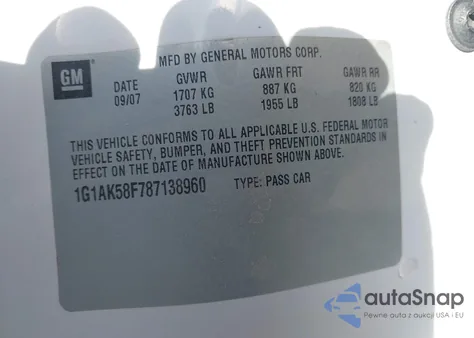 MFD BY GENERAL MOTORS CORP.
GM
DATE GVWR GAWR FRT GAWR RR
09/07 1707 KG 887 KG 820 KG
3763 LB 1955 LB 1808 LB
THIS VEHICLE CONFORMS TO ALL APPLICABLE U.S. FEDERAL MOTOR
VEHICLE SAFETY, BUMPER, AND THEFT PREVENTION STANDARDS IN
EFFECT ON THE DATE OF MANUFACTURE SHOWN ABOVE.
1G1AK58F787138960 TYPE: PASS CAR
autoSnap
Pewne auta z aukcji USA i EU